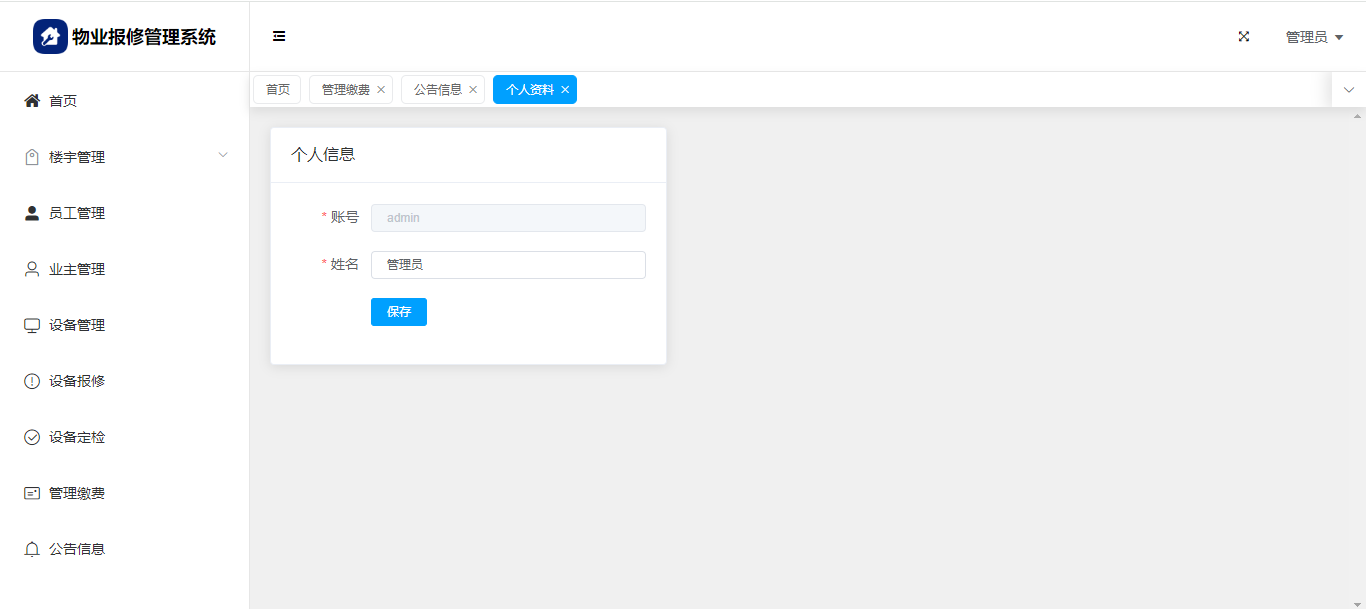 物业报修管理系统
管理员
首页
管理缴费
公告信息
个人资料
首页
楼宇管理
员工管理
业主管理
设备管理
设备报修
设备定检
管理缴费
公告信息
个人信息
* 账号 admin
* 姓名 管理员
保存